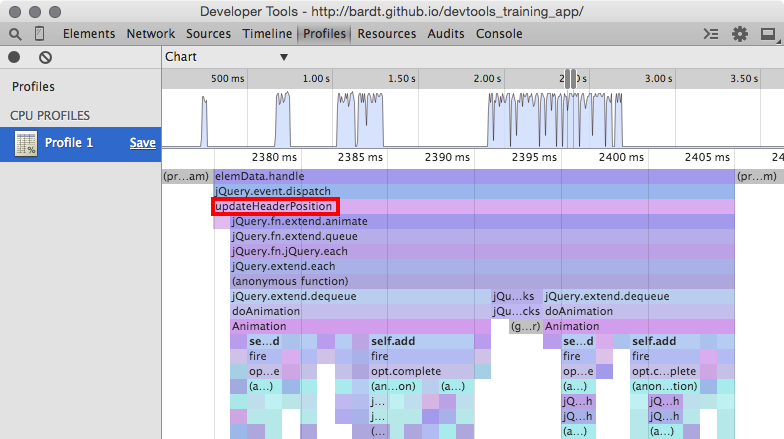 Developer Tools - http://bardt.github.io/devtools_training_app/
Elements Network Sources Timeline Profiles Resources Audits Console
Profiles Chart ▼
500 ms 1.00 s 1.50 s 2.00 s 3.00 s 3.50 s
CPU PROFILES
Profile 1 Save
2380 ms 2385 ms 2390 ms 2395 ms 2400 ms 2405 ms
(pr...am) elemData.handle (pr...m)
jQuery.event.dispatch
updateHeaderPosition
jQuery.fn.extend.animate
jQuery.fn.extend.queue
jQuery.fn.jQuery.each
jQuery.extend.each
(anonymous function)
jQuery.extend.dequeue jQu...ks jQuery.extend.dequeue
doAnimation jQu...cks doAnimation
Animation (g...r) Animation
se...d self.add se...d self.add
fire fire fire fire
op...e opt.complete op...e opt.c...plete
(a...) (an...on) (a...) (a...) (anon...tion)
j... jQ...h jQ...h
j... jQ...h jQ...h
(...) (a...) (a...)